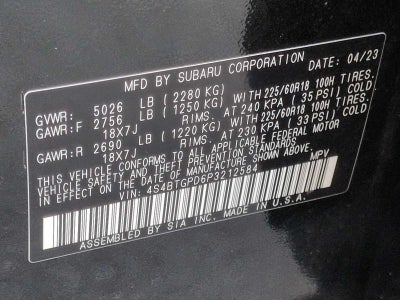 MFD BY SUBARU CORPORATION DATE: 04/23
GVWR: 5026 LB (2280 KG)
GAWR:F 2756 LB (1250 KG) WITH 225/60R18 100H TIRES.
18X7J RIMS. AT 240 KPA (35 PSI) COLD
GAWR:R 2690 LB (1220 KG) WITH 225/60R18 100H TIRES.
18X7J RIMS. AT 230 KPA (33 PSI) COLD
THIS VEHICLE CONFORMS TO ALL APPLICABLE FEDERAL MOTOR
VEHICLE SAFETY AND BUMPER STANDARDS
IN EFFECT ON THE DATE OF MANUFACTURE SHOWN ABOVE.
VIN: 4S4BTGPD6P3212584 MPV
ASSEMBLED BY SIA INC. MADE IN U.S.A.